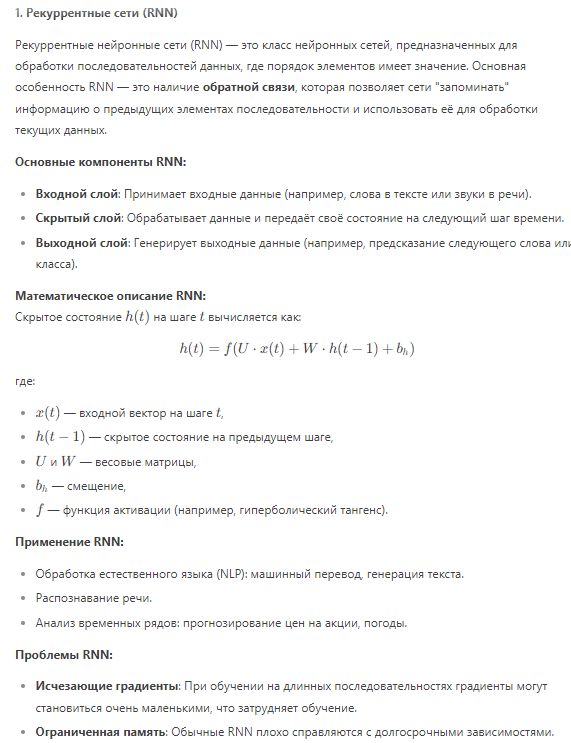 1. Рекуррентные сети (RNN)
Рекуррентные нейронные сети (RNN) — это класс нейронных сетей, предназначенных для
обработки последовательностей данных, где порядок элементов имеет значение. Основная
особенность RNN — это наличие обратной связи, которая позволяет сети "запоминать"
информацию о предыдущих элементах последовательности и использовать её для обработки
текущих данных.
Основные компоненты RNN:
• Входной слой: Принимает входные данные (например, слова в тексте или звуки в речи).
• Скрытый слой: Обрабатывает данные и передаёт своё состояние на следующий шаг времени.
• Выходной слой: Генерирует выходные данные (например, предсказание следующего слова или
класса).
Математическое описание RNN:
Скрытое состояние h(t) на шаге t вычисляется как:
h(t) = f(U · x(t) + W · h(t − 1) + bₕ)
где:
• x(t) — входной вектор на шаге t,
• h(t − 1) — скрытое состояние на предыдущем шаге,
• U и W — весовые матрицы,
• bₕ — смещение,
• f — функция активации (например, гиперболический тангенс).
Применение RNN:
• Обработка естественного языка (NLP): машинный перевод, генерация текста.
• Распознавание речи.
• Анализ временных рядов: прогнозирование цен на акции, погоды.
Проблемы RNN:
• Исчезающие градиенты: При обучении на длинных последовательностях градиенты могут
становиться очень маленькими, что затрудняет обучение.
• Ограниченная память: Обычные RNN плохо справляются с долгосрочными зависимостями.